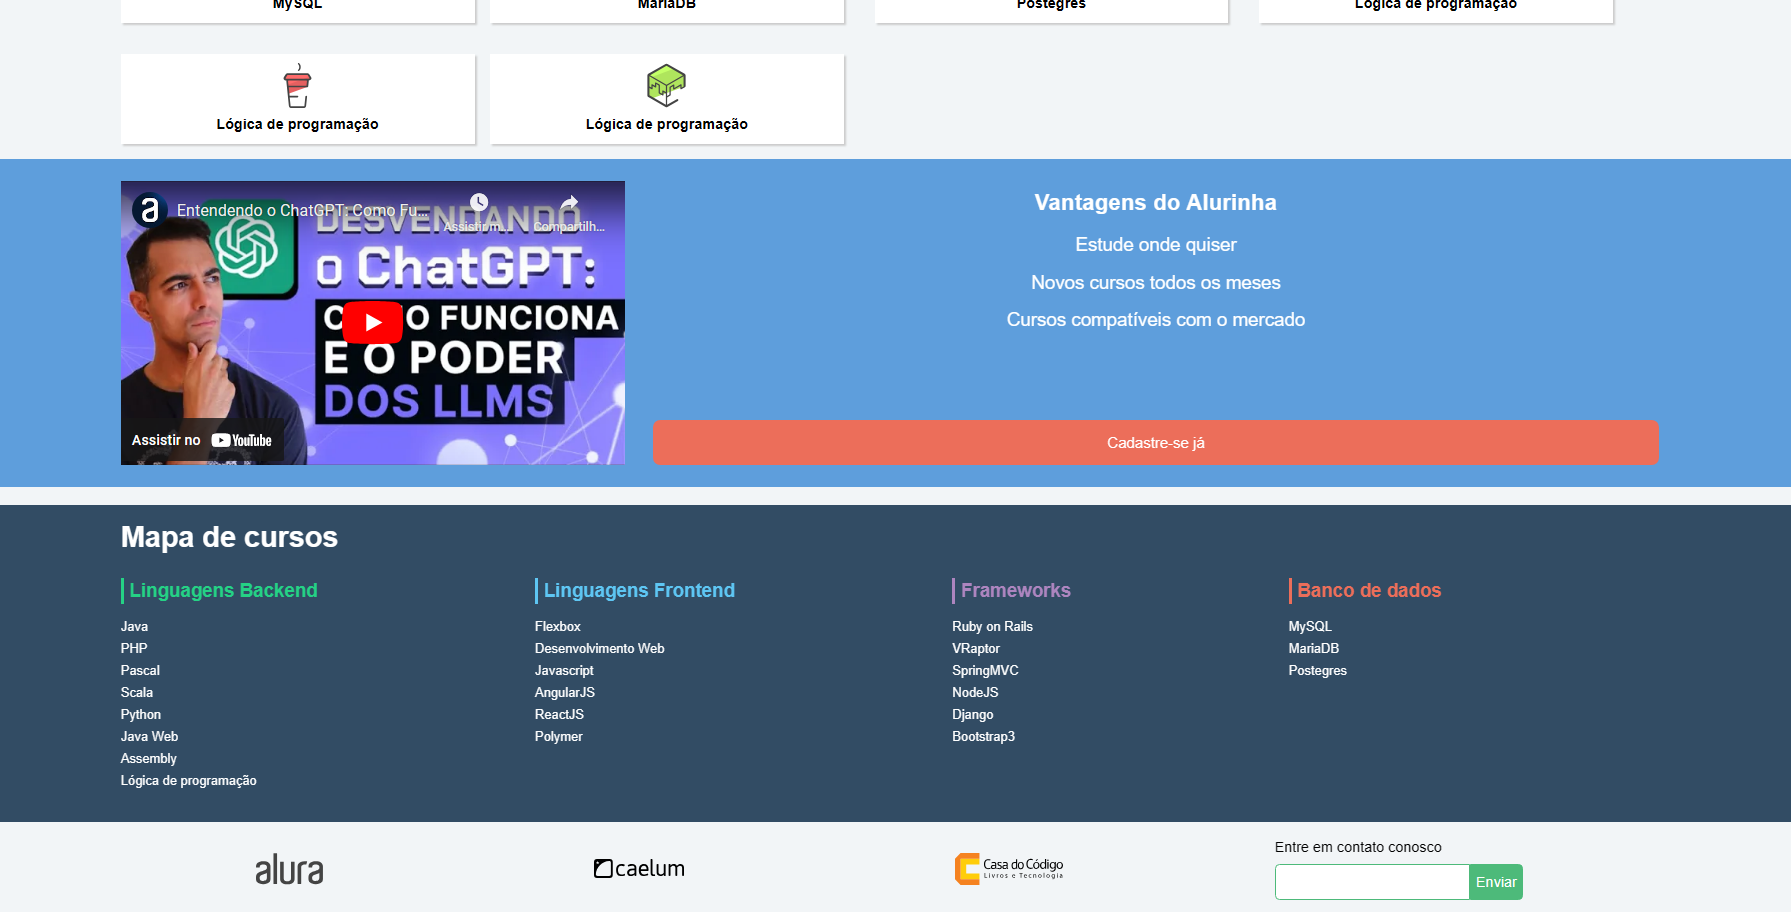 MySQL
MariaDB
Postegres
Lógica de programação
Lógica de programação
Lógica de programação
Entendendo o ChatGPT: Como Fu...
Assistir m...
Compartilh...
DESVENDANDO
o ChatGPT:
O FUNCIONA
E O PODER
DOS LLMS
Assistir no YouTube
Vantagens do Alurinha
Estude onde quiser
Novos cursos todos os meses
Cursos compatíveis com o mercado
Cadastre-se já
Mapa de cursos
Linguagens Backend
Java
PHP
Pascal
Scala
Python
Java Web
Assembly
Lógica de programação
Linguagens Frontend
Flexbox
Desenvolvimento Web
Javascript
AngularJS
ReactJS
Polymer
Frameworks
Ruby on Rails
VRaptor
SpringMVC
NodeJS
Django
Bootstrap3
Banco de dados
MySQL
MariaDB
Postegres
alura
caelum
Casa do Código
Livros e Tecnologia
Entre em contato conosco
Enviar